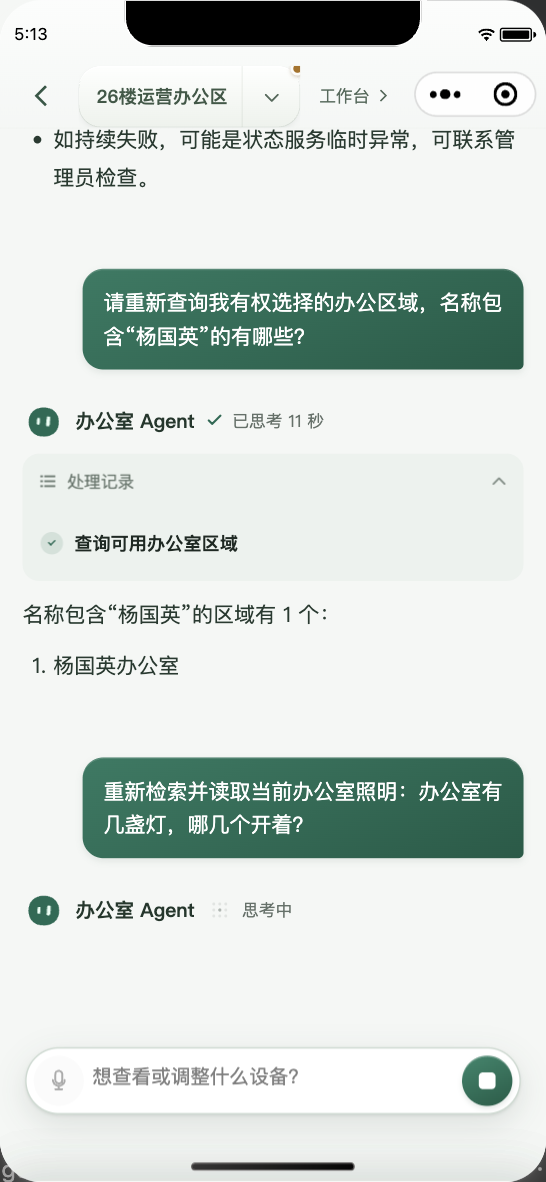 5:13
26楼运营办公区
工作台
如持续失败，可能是状态服务临时异常，可联系管
理员检查。
请重新查询我有权选择的办公区域，名称包
含“杨国英”的有哪些？
办公室 Agent 已思考 11 秒
处理记录
查询可用办公室区域
名称包含“杨国英”的区域有 1 个：
1. 杨国英办公室
重新检索并读取当前办公室照明：办公室有
几盏灯，哪几个开着？
办公室 Agent 思考中
想查看或调整什么设备？